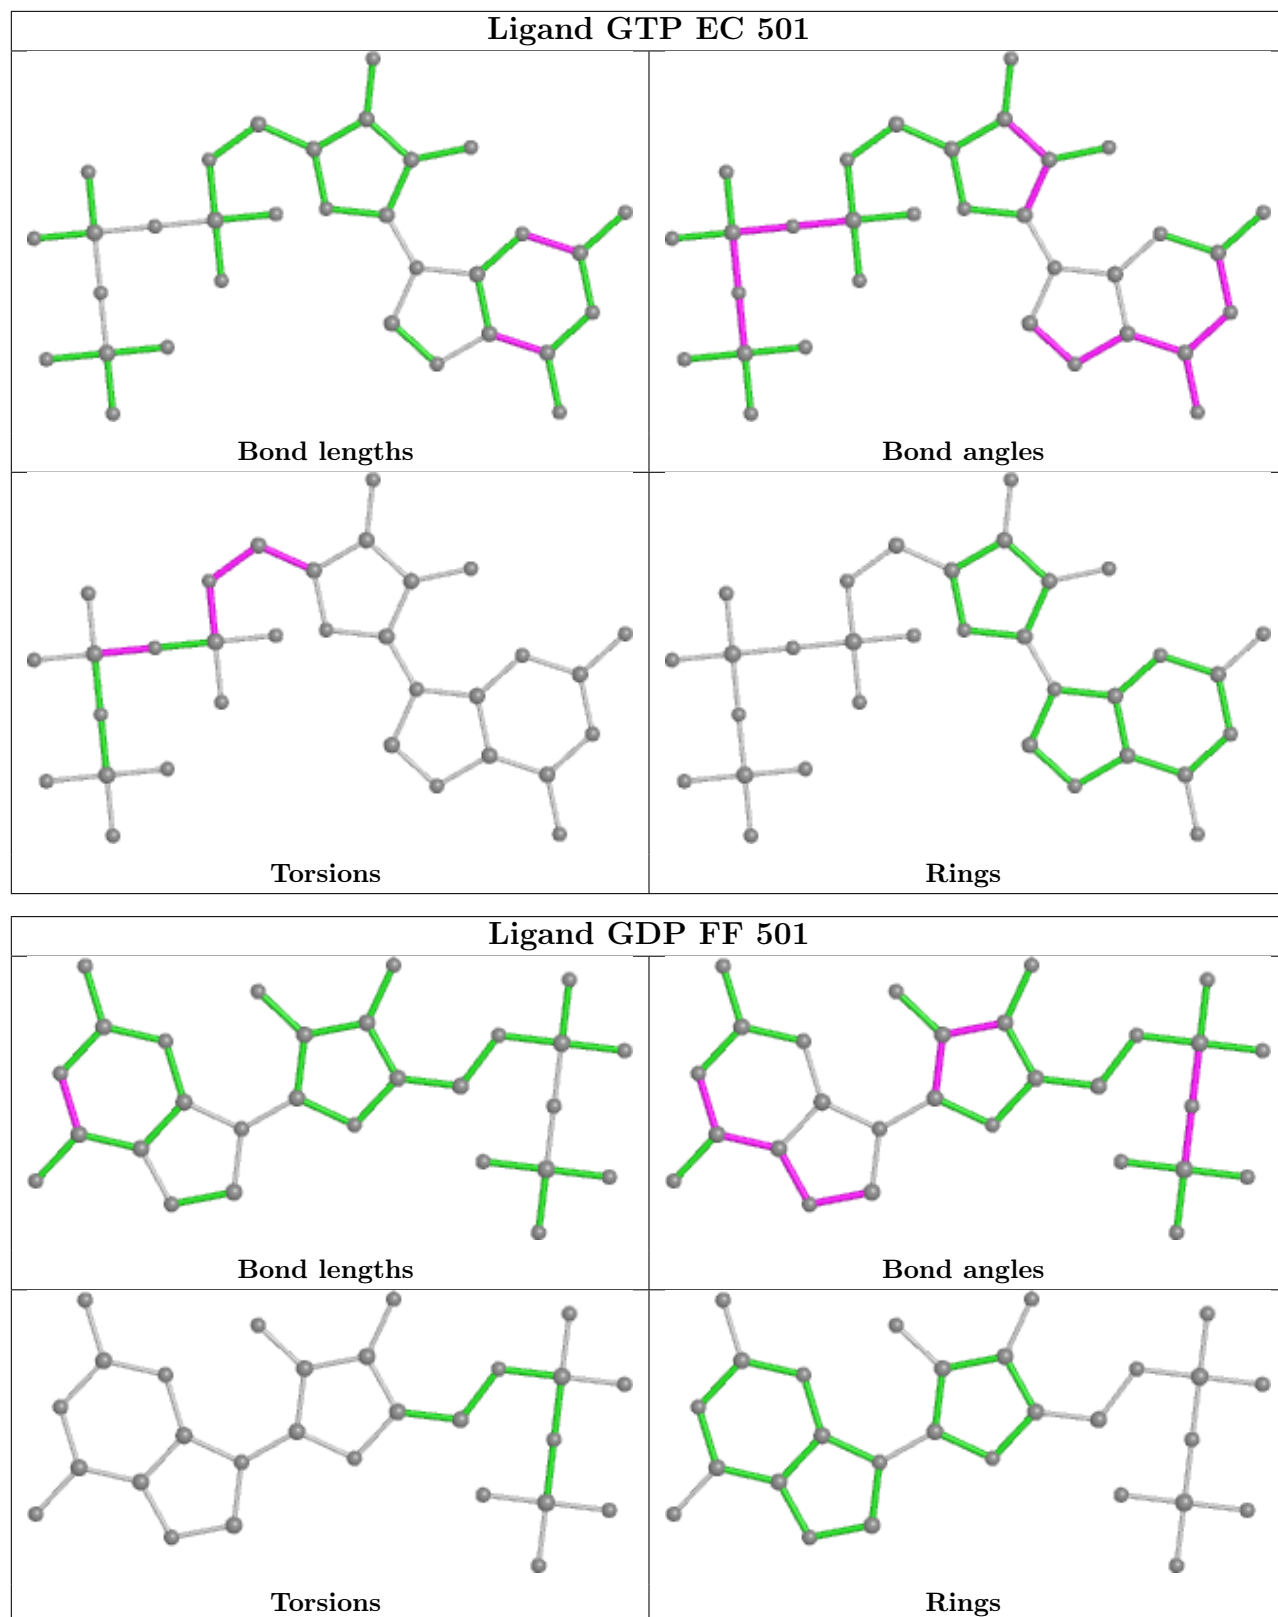 Ligand GTP EC 501
Bond lengths
Bond angles
Torsions
Rings
Ligand GDP FF 501
Bond lengths
Bond angles
Torsions
Rings